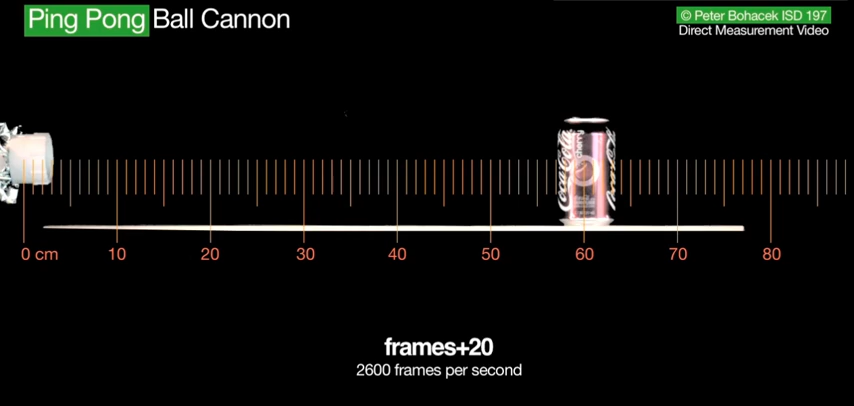 Ping Pong Ball Cannon
© Peter Bohacek ISD 197
Direct Measurement Video
Coca-Cola
cherry
0 cm 10 20 30 40 50 60 70 80
frames+20
2600 frames per second